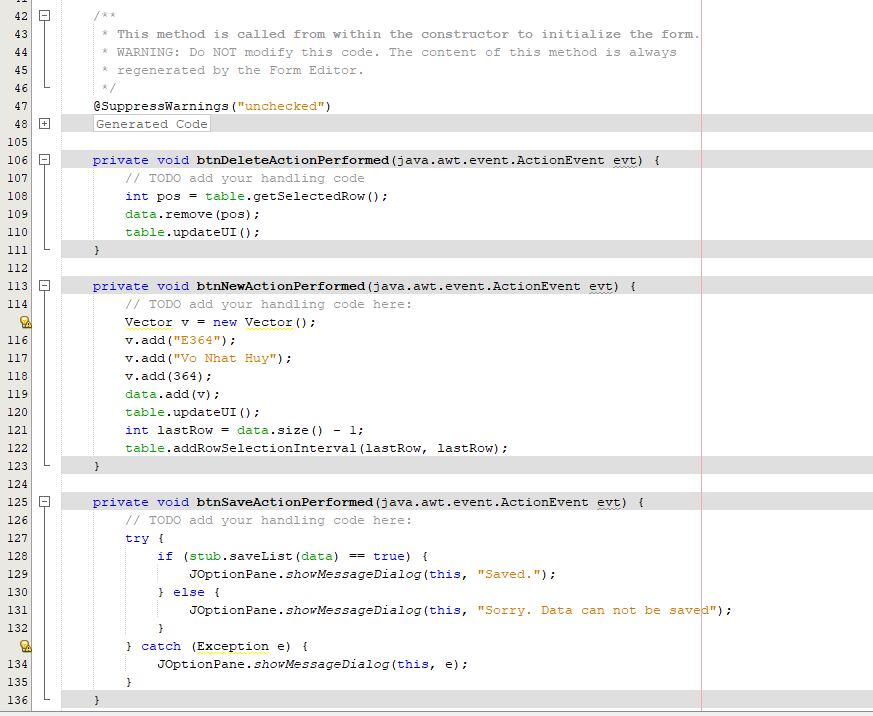 42 /**
43 * This method is called from within the constructor to initialize the form.
44 * WARNING: Do NOT modify this code. The content of this method is always
45 * regenerated by the Form Editor.
46 */
47 @SuppressWarnings("unchecked")
48 Generated Code
105
106 private void btnDeleteActionPerformed(java.awt.event.ActionEvent evt) {
107 // TODO add your handling code
108 int pos = table.getSelectedRow();
109 data.remove(pos);
110 table.updateUI();
111 }
112
113 private void btnNewActionPerformed(java.awt.event.ActionEvent evt) {
114 // TODO add your handling code here:
Vector v = new Vector();
116 v.add("E364");
117 v.add("Vo Nhat Huy");
118 v.add(364);
119 data.add(v);
120 table.updateUI();
121 int lastRow = data.size() - 1;
122 table.addRowSelectionInterval(lastRow, lastRow);
123 }
124
125 private void btnSaveActionPerformed(java.awt.event.ActionEvent evt) {
126 // TODO add your handling code here:
127 try {
128 if (stub.saveList(data) == true) {
129 JOptionPane.showMessageDialog(this, "Saved.");
130 } else {
131 JOptionPane.showMessageDialog(this, "Sorry. Data can not be saved");
132 }
} catch (Exception e) {
134 JOptionPane.showMessageDialog(this, e);
135 }
136 }